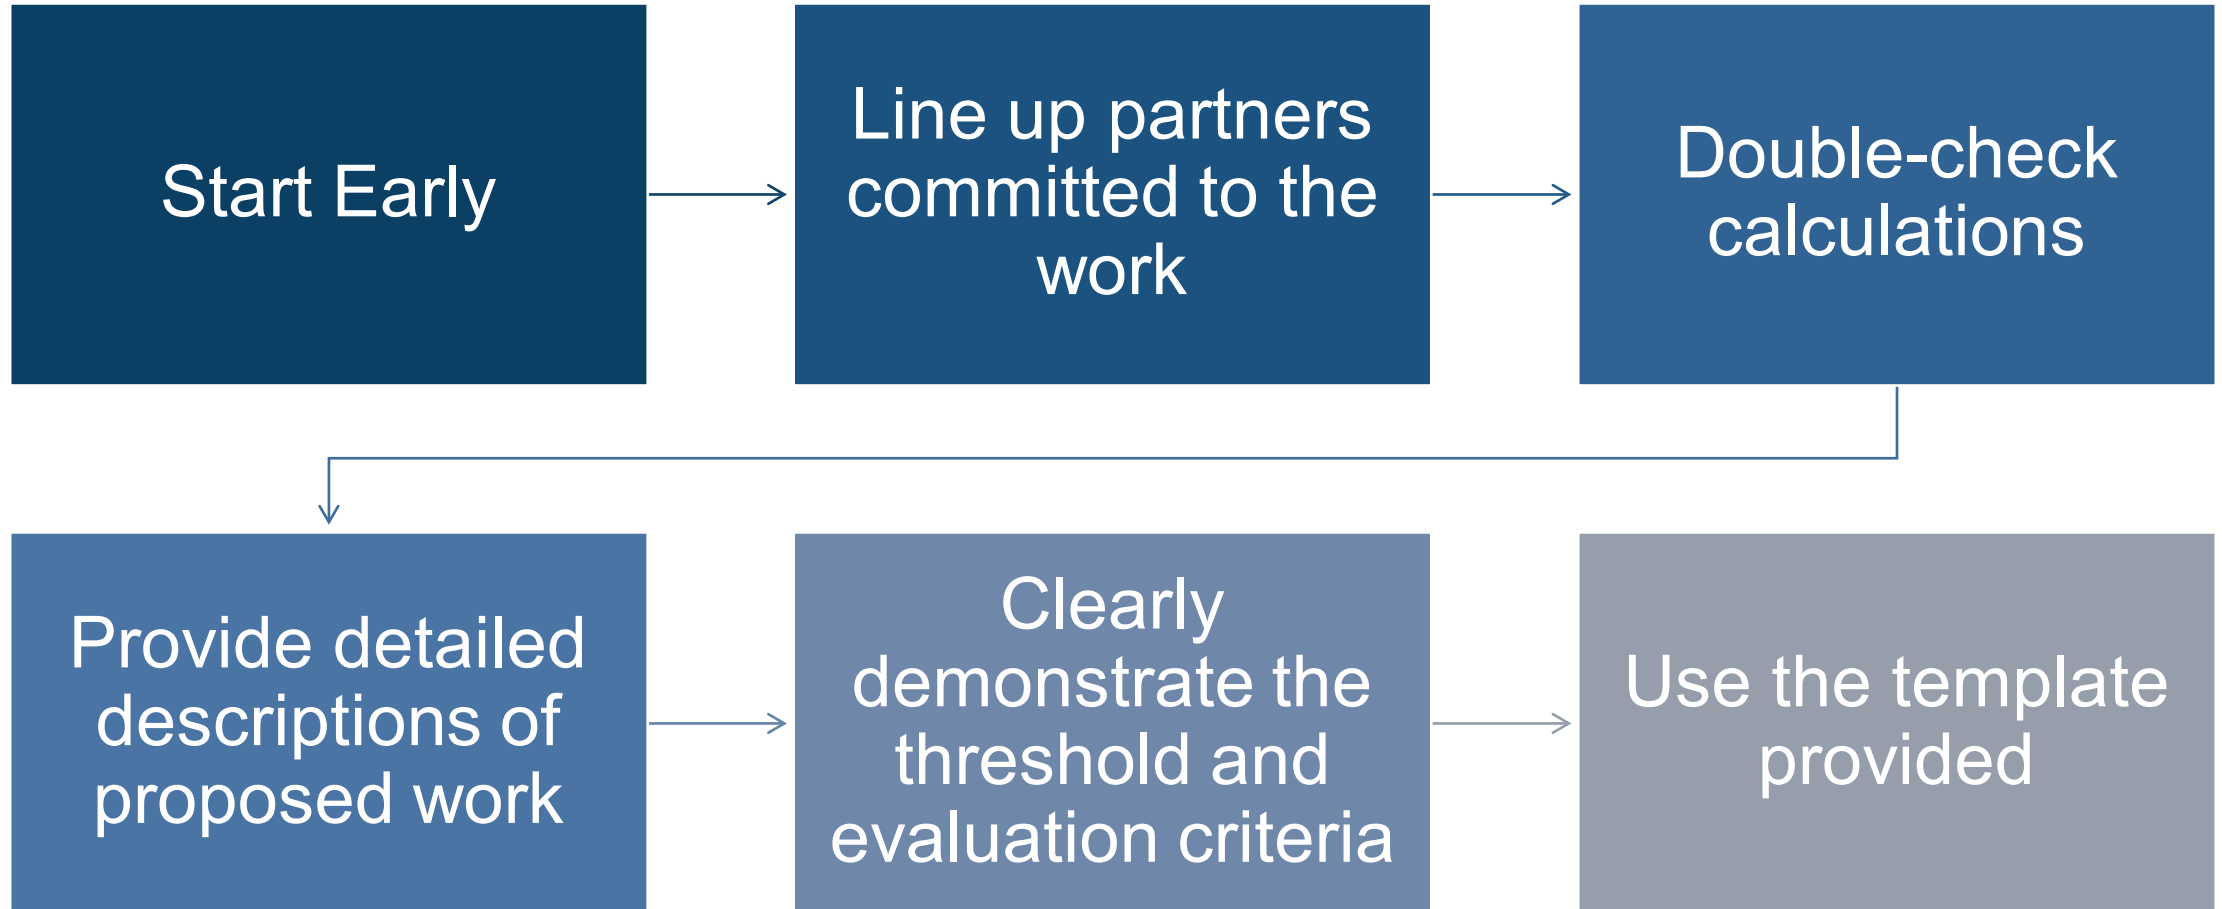 Start Early
Line up partners
committed to the
work
Double-check
calculations
Provide detailed
descriptions of
proposed work
Clearly
demonstrate the
threshold and
evaluation criteria
Use the template
provided